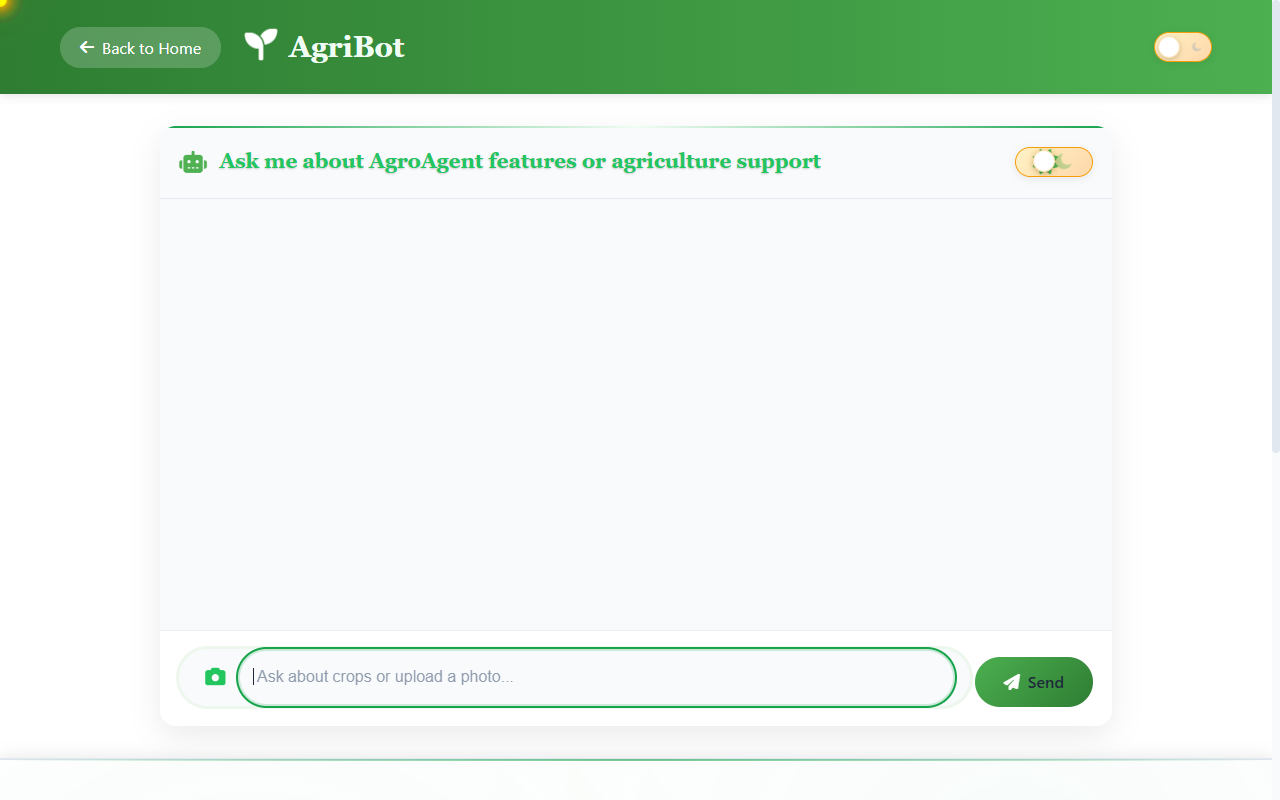 Back to Home
AgriBot
Ask me about AgroAgent features or agriculture support
Ask about crops or upload a photo...
Send